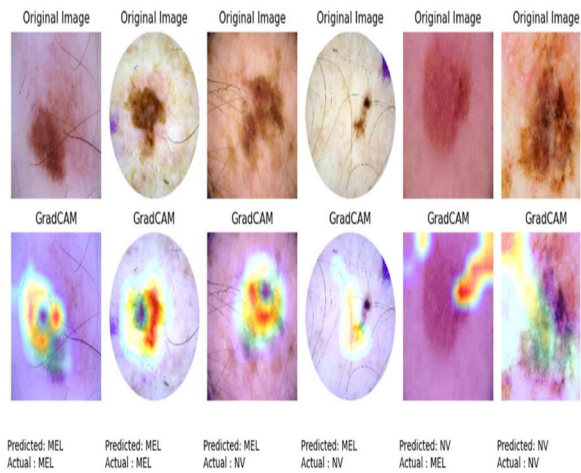 Original Image Original Image Original Image Original Image Original Image Original Image
GradCAM GradCAM GradCAM GradCAM GradCAM GradCAM
Predicted: MEL Predicted: MEL Predicted: MEL Predicted: MEL Predicted: NV Predicted: NV
Actual : MEL Actual : MEL Actual : NV Actual : NV Actual : MEL Actual : NV